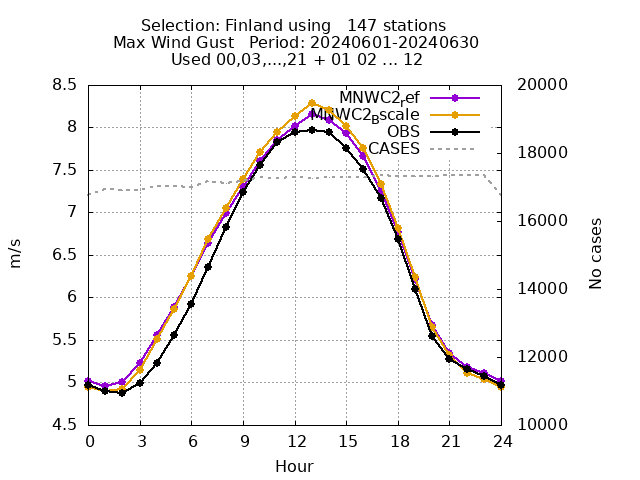 Selection: Finland using   147 stations
Max Wind Gust   Period: 20240601-20240630
Used 00,03,...,21 + 01 02 ... 12
8.5
8
7.5
7
6.5
6
5.5
5
4.5
m/s
20000
18000
16000
14000
12000
10000
No cases
MNWC2ref
MNWC2Bscale
OBS
CASES
0 3 6 9 12 15 18 21 24
Hour